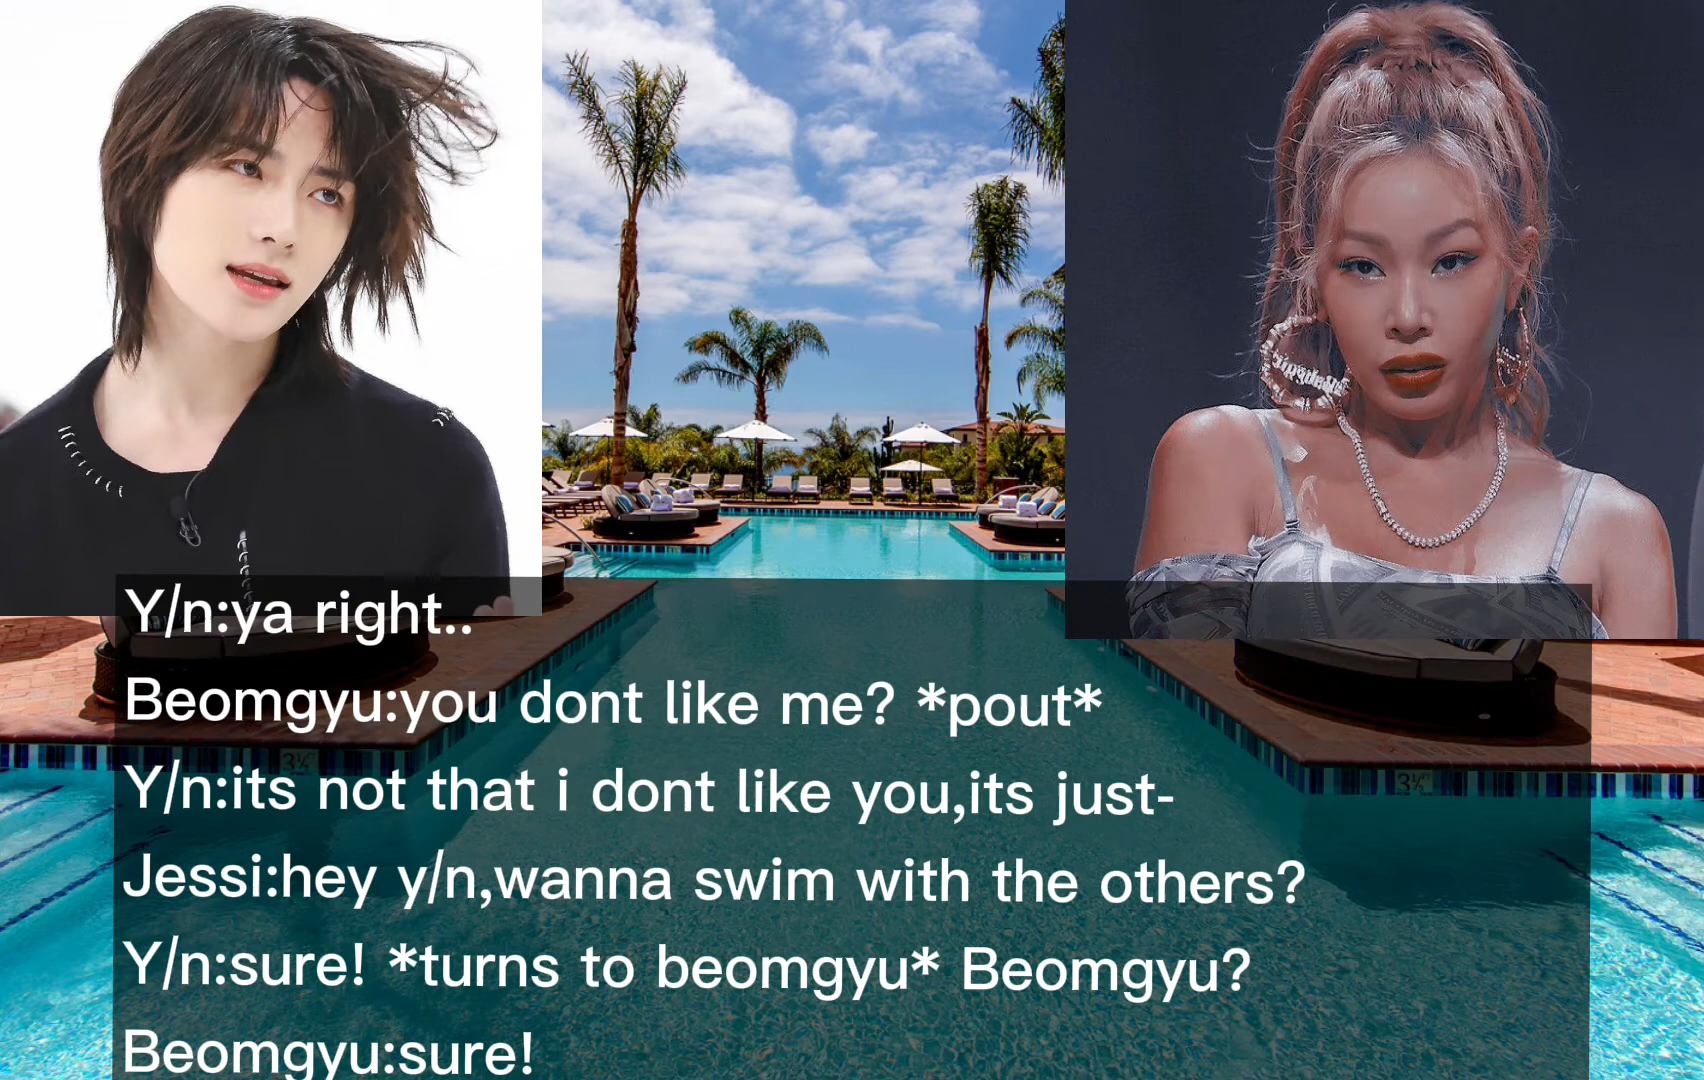 Y/n:ya right..
Beomgyu:you dont like me? *pout*
Y/n:its not that i dont like you,its just-
Jessi:hey y/n,wanna swim with the others?
Y/n:sure! *turns to beomgyu* Beomgyu?
Beomgyu:sure!